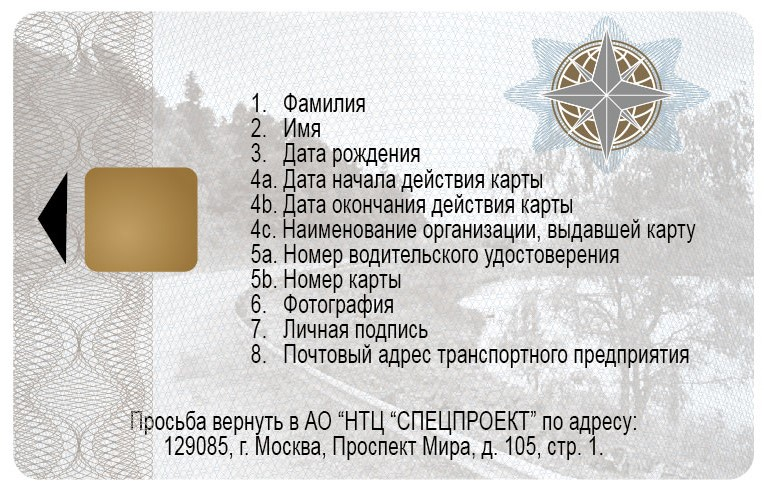 1. Фамилия
2. Имя
3. Дата рождения
4a. Дата начала действия карты
4b. Дата окончания действия карты
4c. Наименование организации, выдавшей карту
5a. Номер водительского удостоверения
5b. Номер карты
6. Фотография
7. Личная подпись
8. Почтовый адрес транспортного предприятия
Просьба вернуть в АО “НТЦ “СПЕЦПРОЕКТ” по адресу:
129085, г. Москва, Проспект Мира, д. 105, стр. 1.